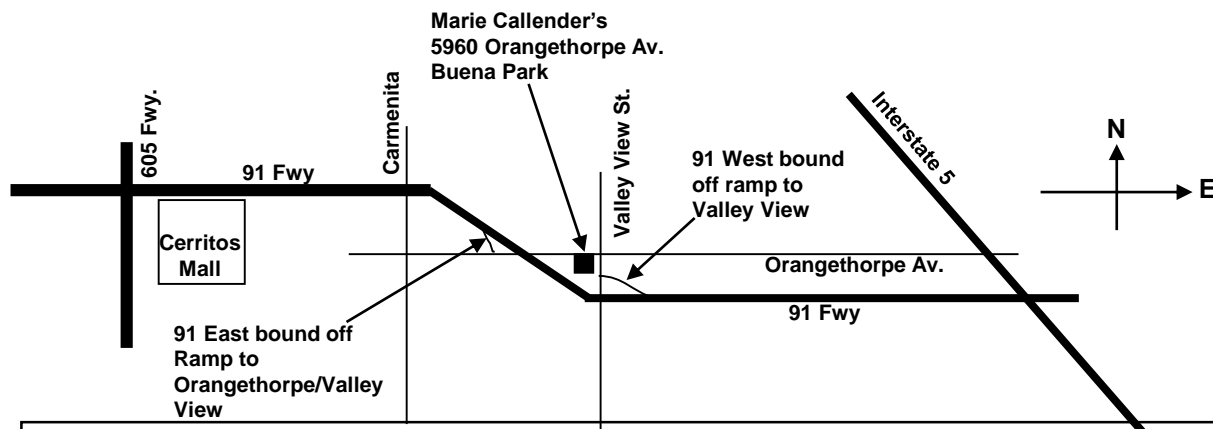 Marie Callender's
5960 Orangethorpe Av.
Buena Park
605 Fwy.
Carmenita
Valley View St.
Interstate 5
N
E
91 Fwy
91 West bound
off ramp to
Valley View
Cerritos
Mall
Orangethorpe Av.
91 Fwy
91 East bound off
Ramp to
Orangethorpe/Valley
View